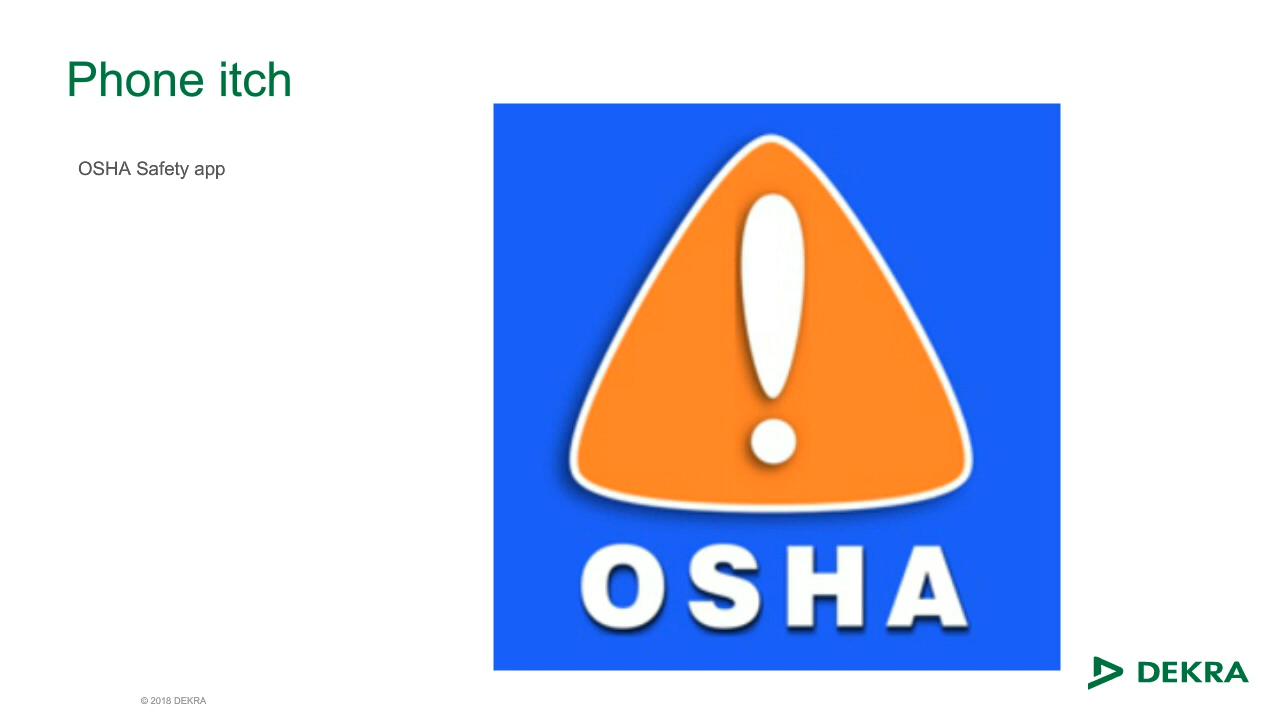 Phone itch
OSHA Safety app
!
OSHA
DEKRA
© 2018 DEKRA